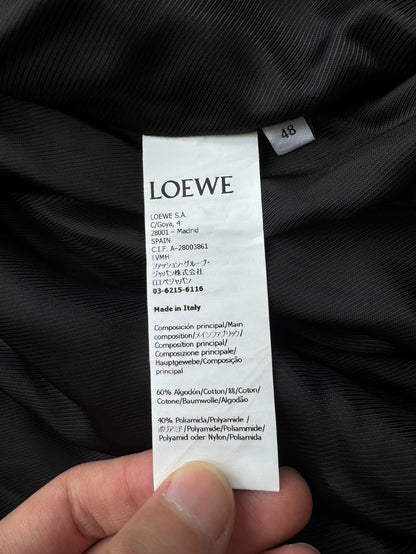 48
LOEWE
LOEWE S.A.
C/Goya, 4
28001 – Madrid
SPAIN
C.I.F. A-28003861
LVMH
ファッション・グループ・
ジャパン株式会社
ロエベジャパン
03-6215-6116
Made in Italy
Composición principal/Main
composition/メインファブリック/
Composition principal/
Composizione principale/
Hauptgewebe/Composição
principal
60% Algodón/Cotton/綿/Coton/
Cotone/Baumwolle/Algodão
40% Poliamida/Polyamide /
ポリアミド/Polyamide/Poliammide/
Polyamid oder Nylon/Poliamida